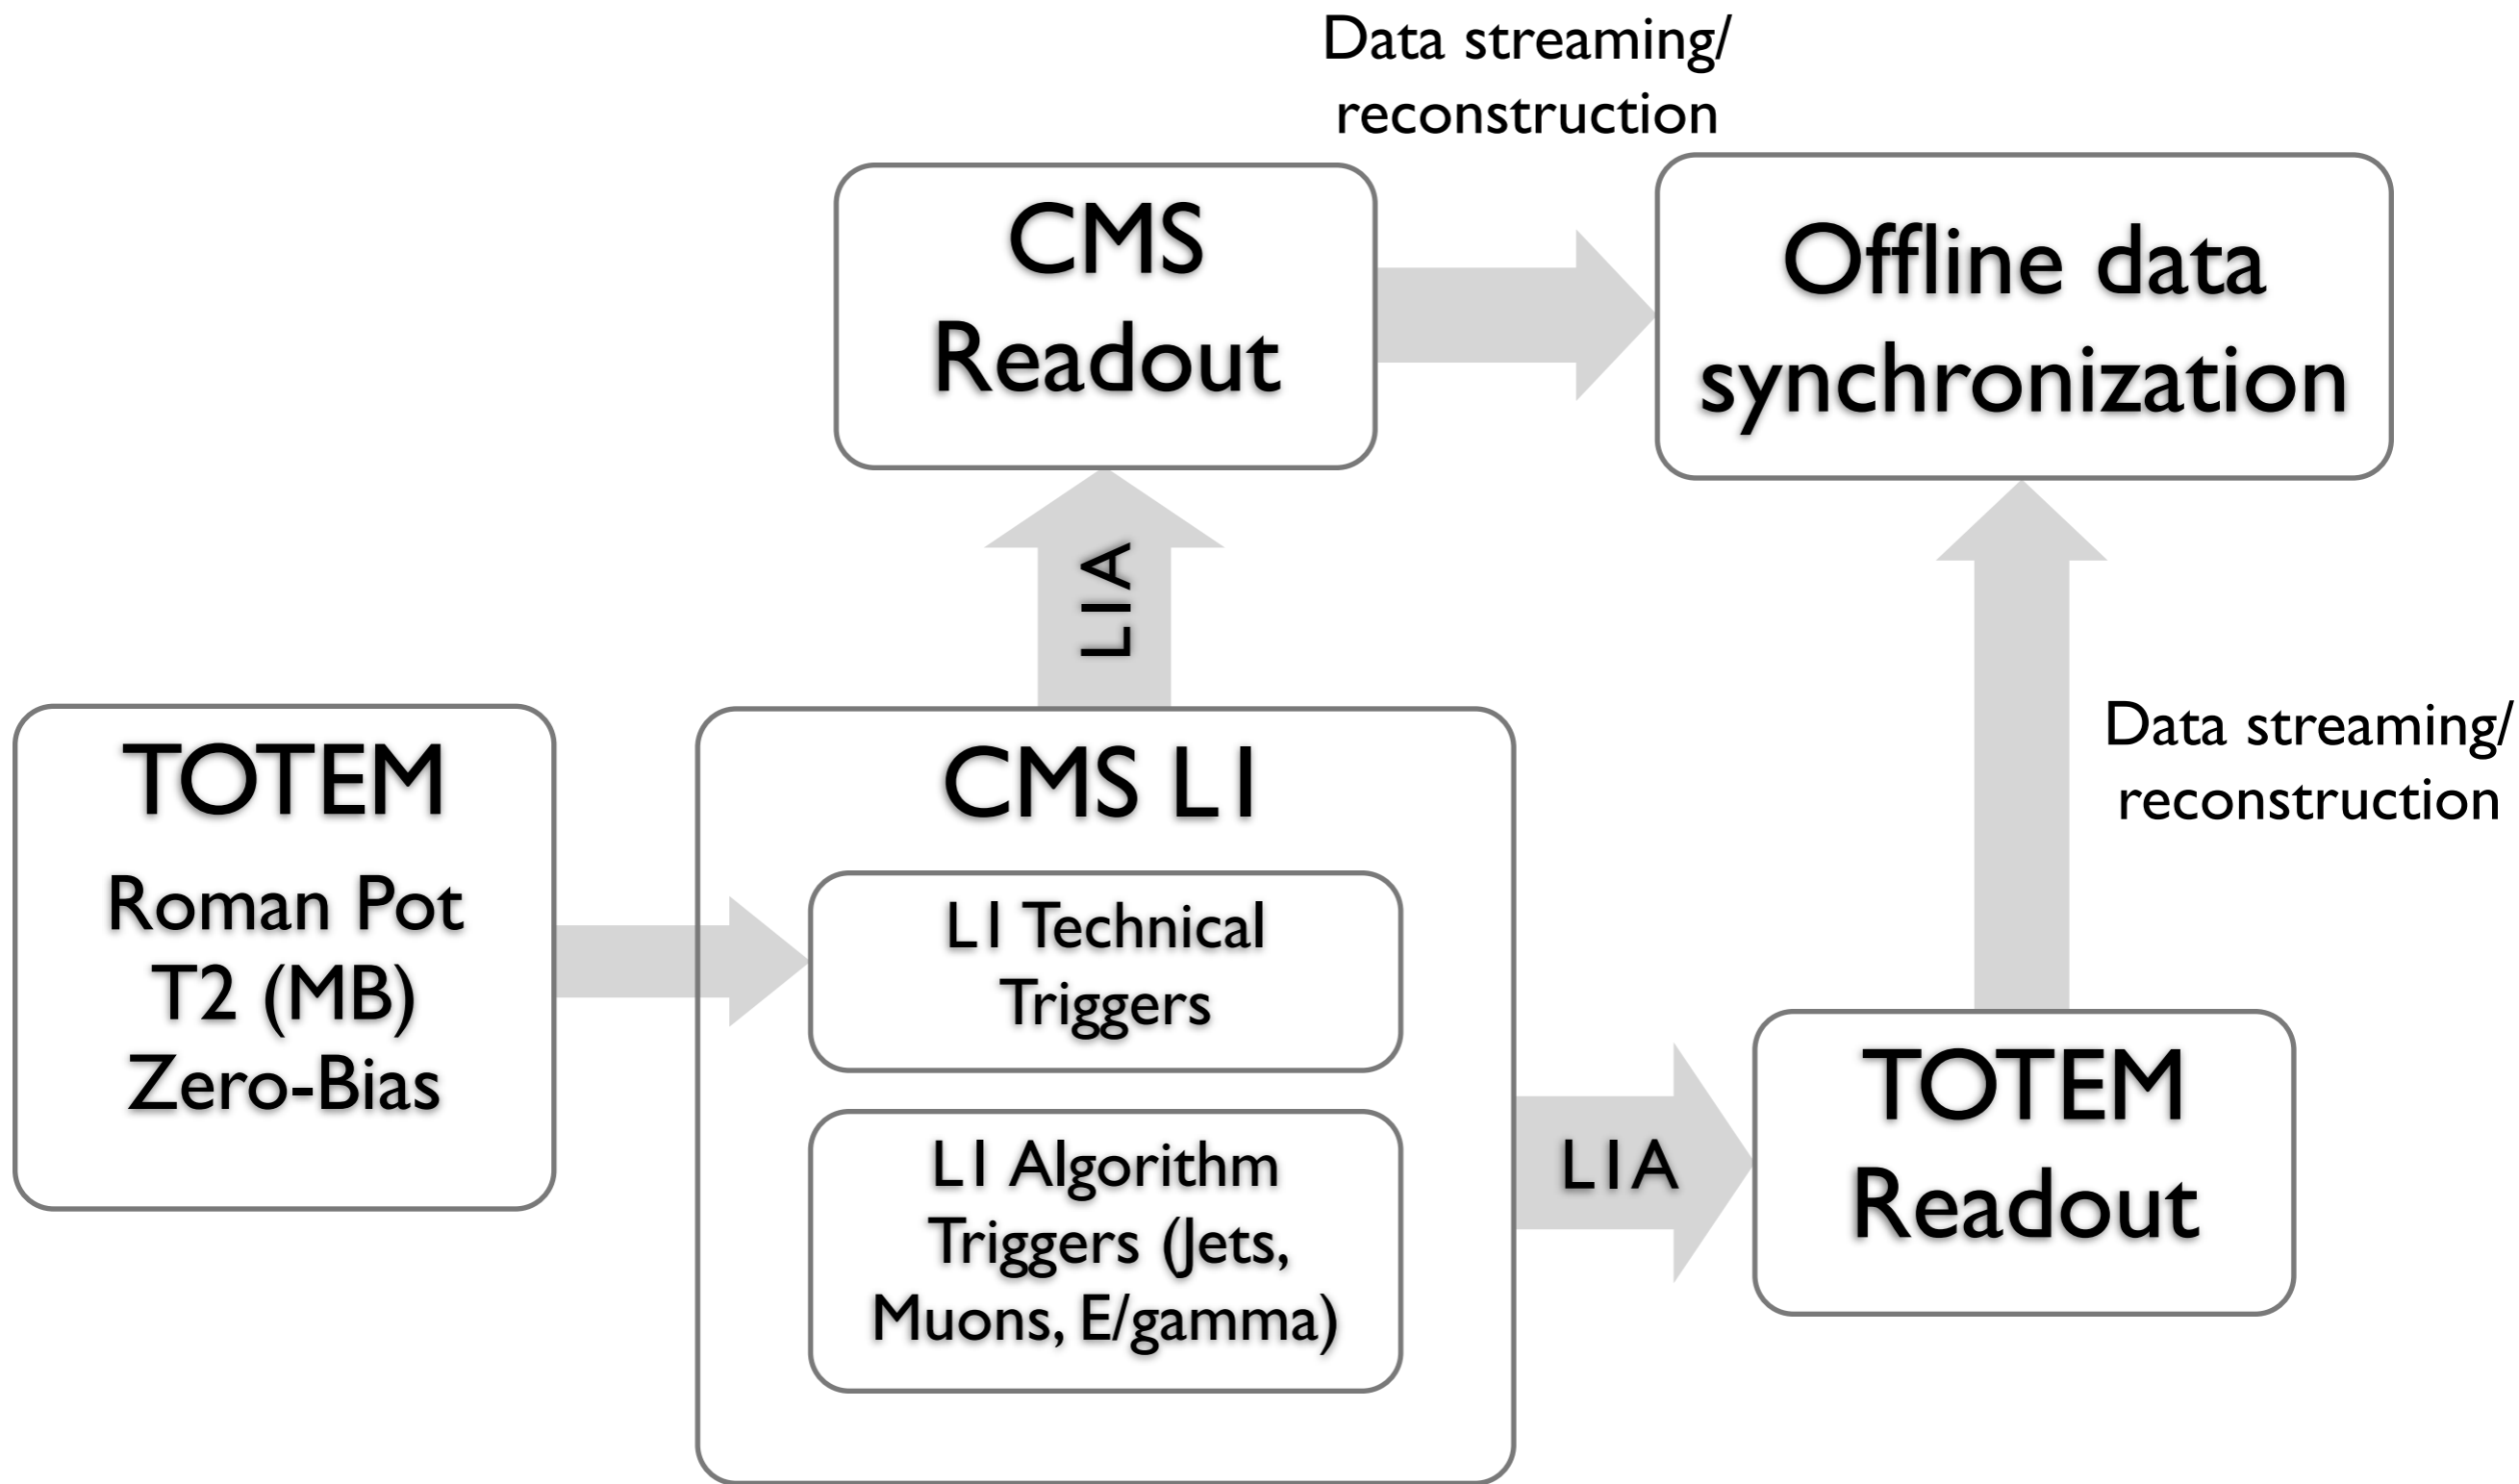 Data streaming/
reconstruction
CMS
Readout
Offline data
synchronization
L1A
TOTEM
Roman Pot
T2 (MB)
Zero-Bias
CMS L1
L1 Technical
Triggers
L1 Algorithm
Triggers (Jets,
Muons, E/gamma)
L1A
Data streaming/
reconstruction
TOTEM
Readout